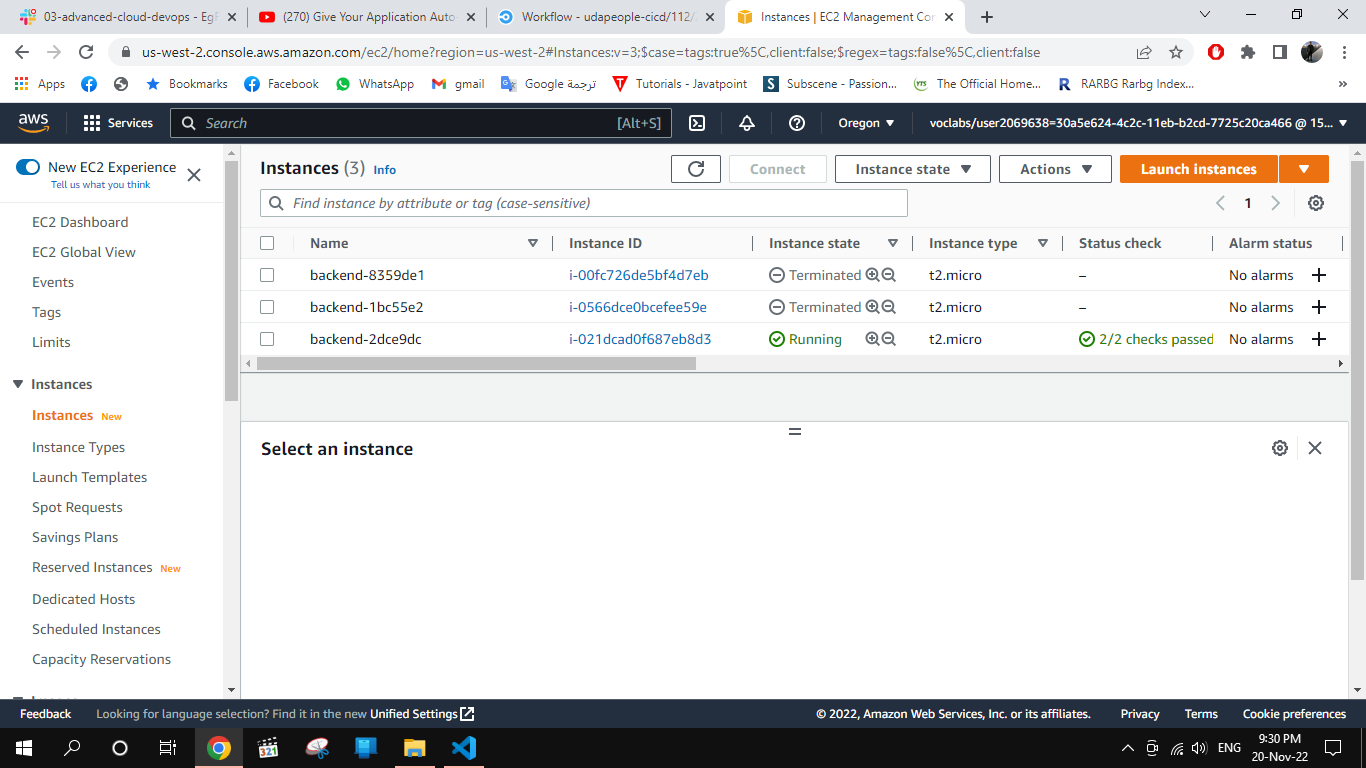 03-advanced-cloud-devops - EgF
(270) Give Your Application Auto
Workflow - udapeople-cicd/112/
Instances | EC2 Management Cor
us-west-2.console.aws.amazon.com/ec2/home?region=us-west-2#Instances:v=3;$case=tags:true%5C,client:false;$regex=tags:false%5C,client:false
Apps
Bookmarks
Facebook
WhatsApp
gmail
ترجمة Google
Tutorials - Javatpoint
Subscene - Passion...
The Official Home...
RARBG Rarbg Index...
aws
Services
Search
[Alt+S]
Oregon
voclabs/user2069638=30a5e624-4c2c-11eb-b2cd-7725c20ca466 @ 15...
New EC2 Experience
Tell us what you think
EC2 Dashboard
EC2 Global View
Events
Tags
Limits
Instances
Instances New
Instance Types
Launch Templates
Spot Requests
Savings Plans
Reserved Instances New
Dedicated Hosts
Scheduled Instances
Capacity Reservations
Instances (3) Info
Connect
Instance state
Actions
Launch instances
Find instance by attribute or tag (case-sensitive)
1
Name Instance ID Instance state Instance type Status check Alarm status
backend-8359de1 i-00fc726de5bf4d7eb Terminated t2.micro – No alarms
backend-1bc55e2 i-0566dce0bcefee59e Terminated t2.micro – No alarms
backend-2dce9dc i-021dcad0f687eb8d3 Running t2.micro 2/2 checks passed No alarms
Select an instance
Feedback
Looking for language selection? Find it in the new Unified Settings
© 2022, Amazon Web Services, Inc. or its affiliates.
Privacy
Terms
Cookie preferences
321
ENG
9:30 PM
20-Nov-22